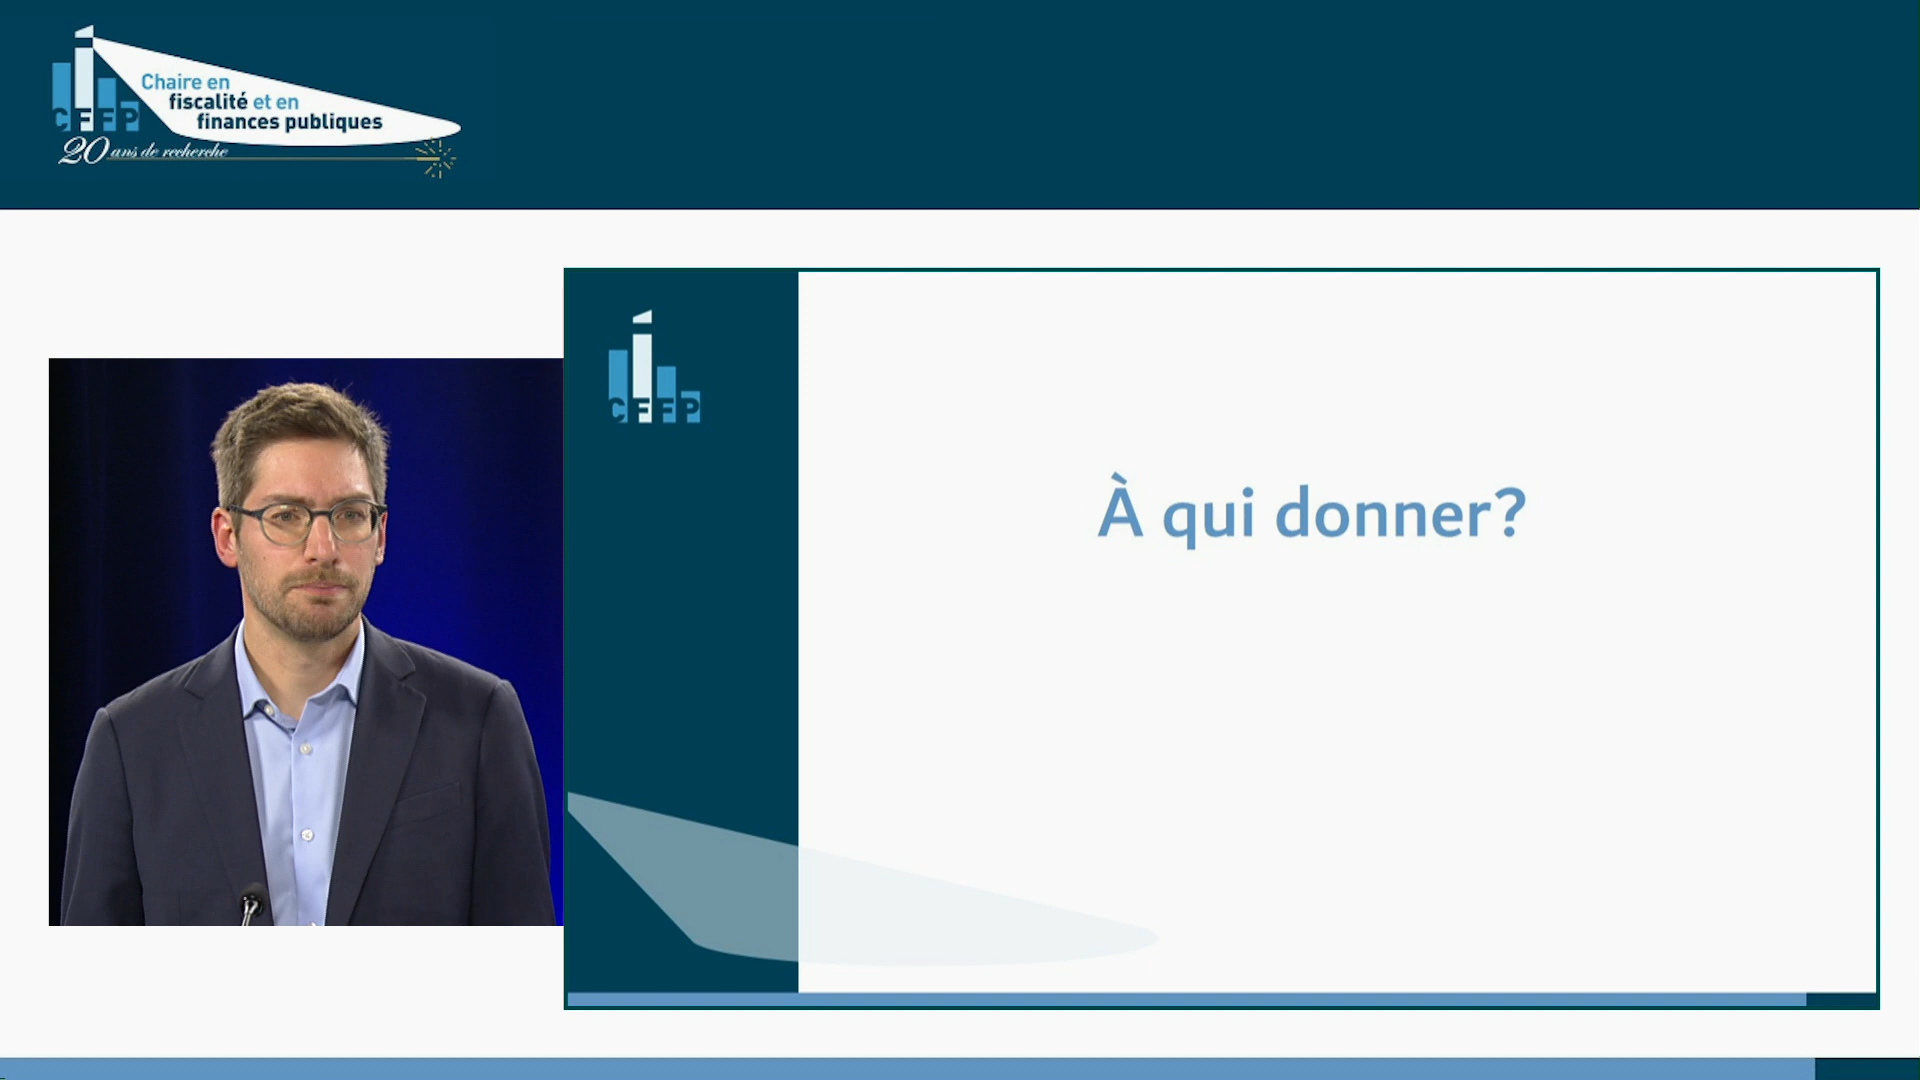 Chaire en
fiscalité et en
finances publiques
CFFP
20 ans de recherche
CFFP
À qui donner?